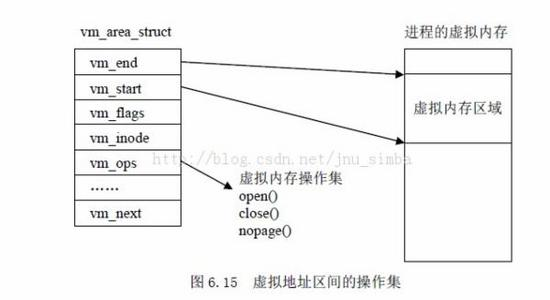 vm_area_struct
进程的虚拟内存
vm_end
vm_start
vm_flags
vm_inode
vm_ops
……
vm_next
虚拟内存区域
http://blog.csdn.net/jnu_simba
虚拟内存操作集
open()
close()
nopage()
图 6.15 虚拟地址区间的操作集